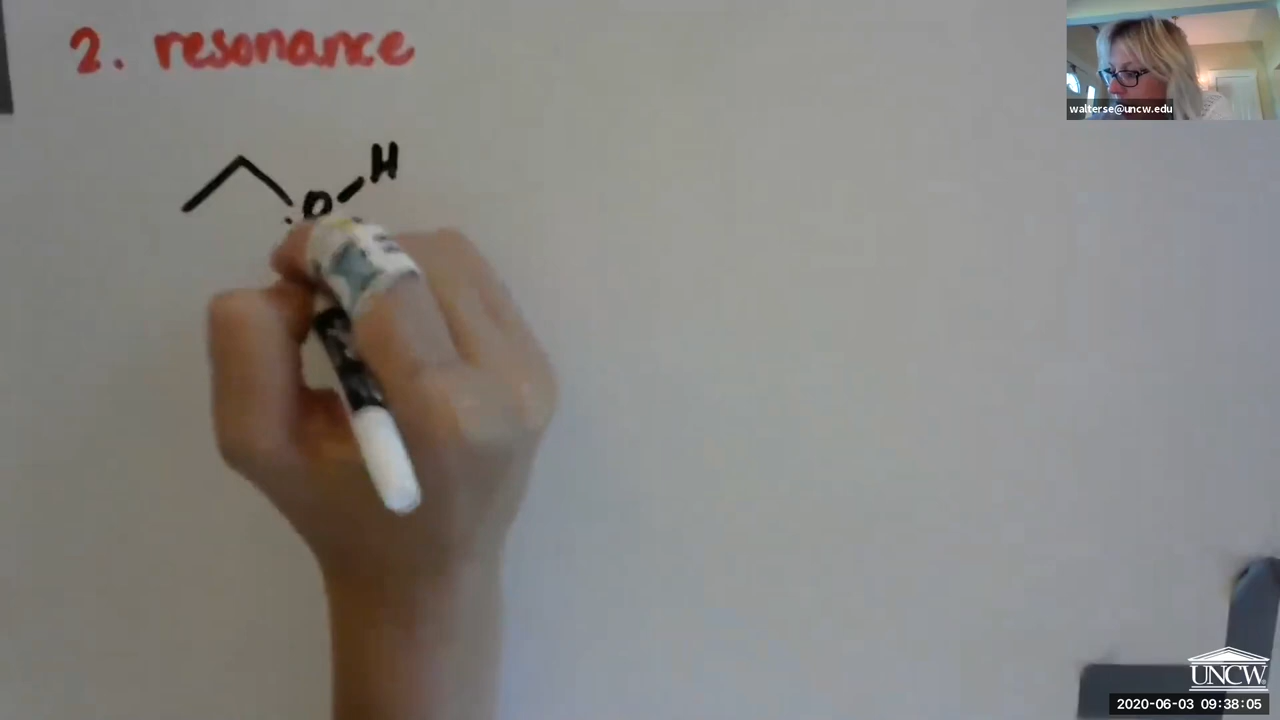 2. resonance
walterse@uncw.edu
H
O
UNCW
2020-06-03 09:38:05